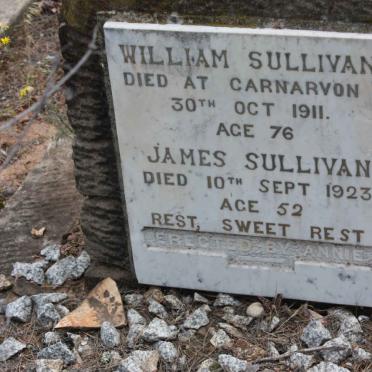 WILLIAM SULLIVAN
DIED AT CARNARVON
30TH OCT 1911.
AGE 76
JAMES SULLIVAN
DIED 10TH SEPT 1923
AGE 52
REST, SWEET REST
ERECTED BY ANNIE